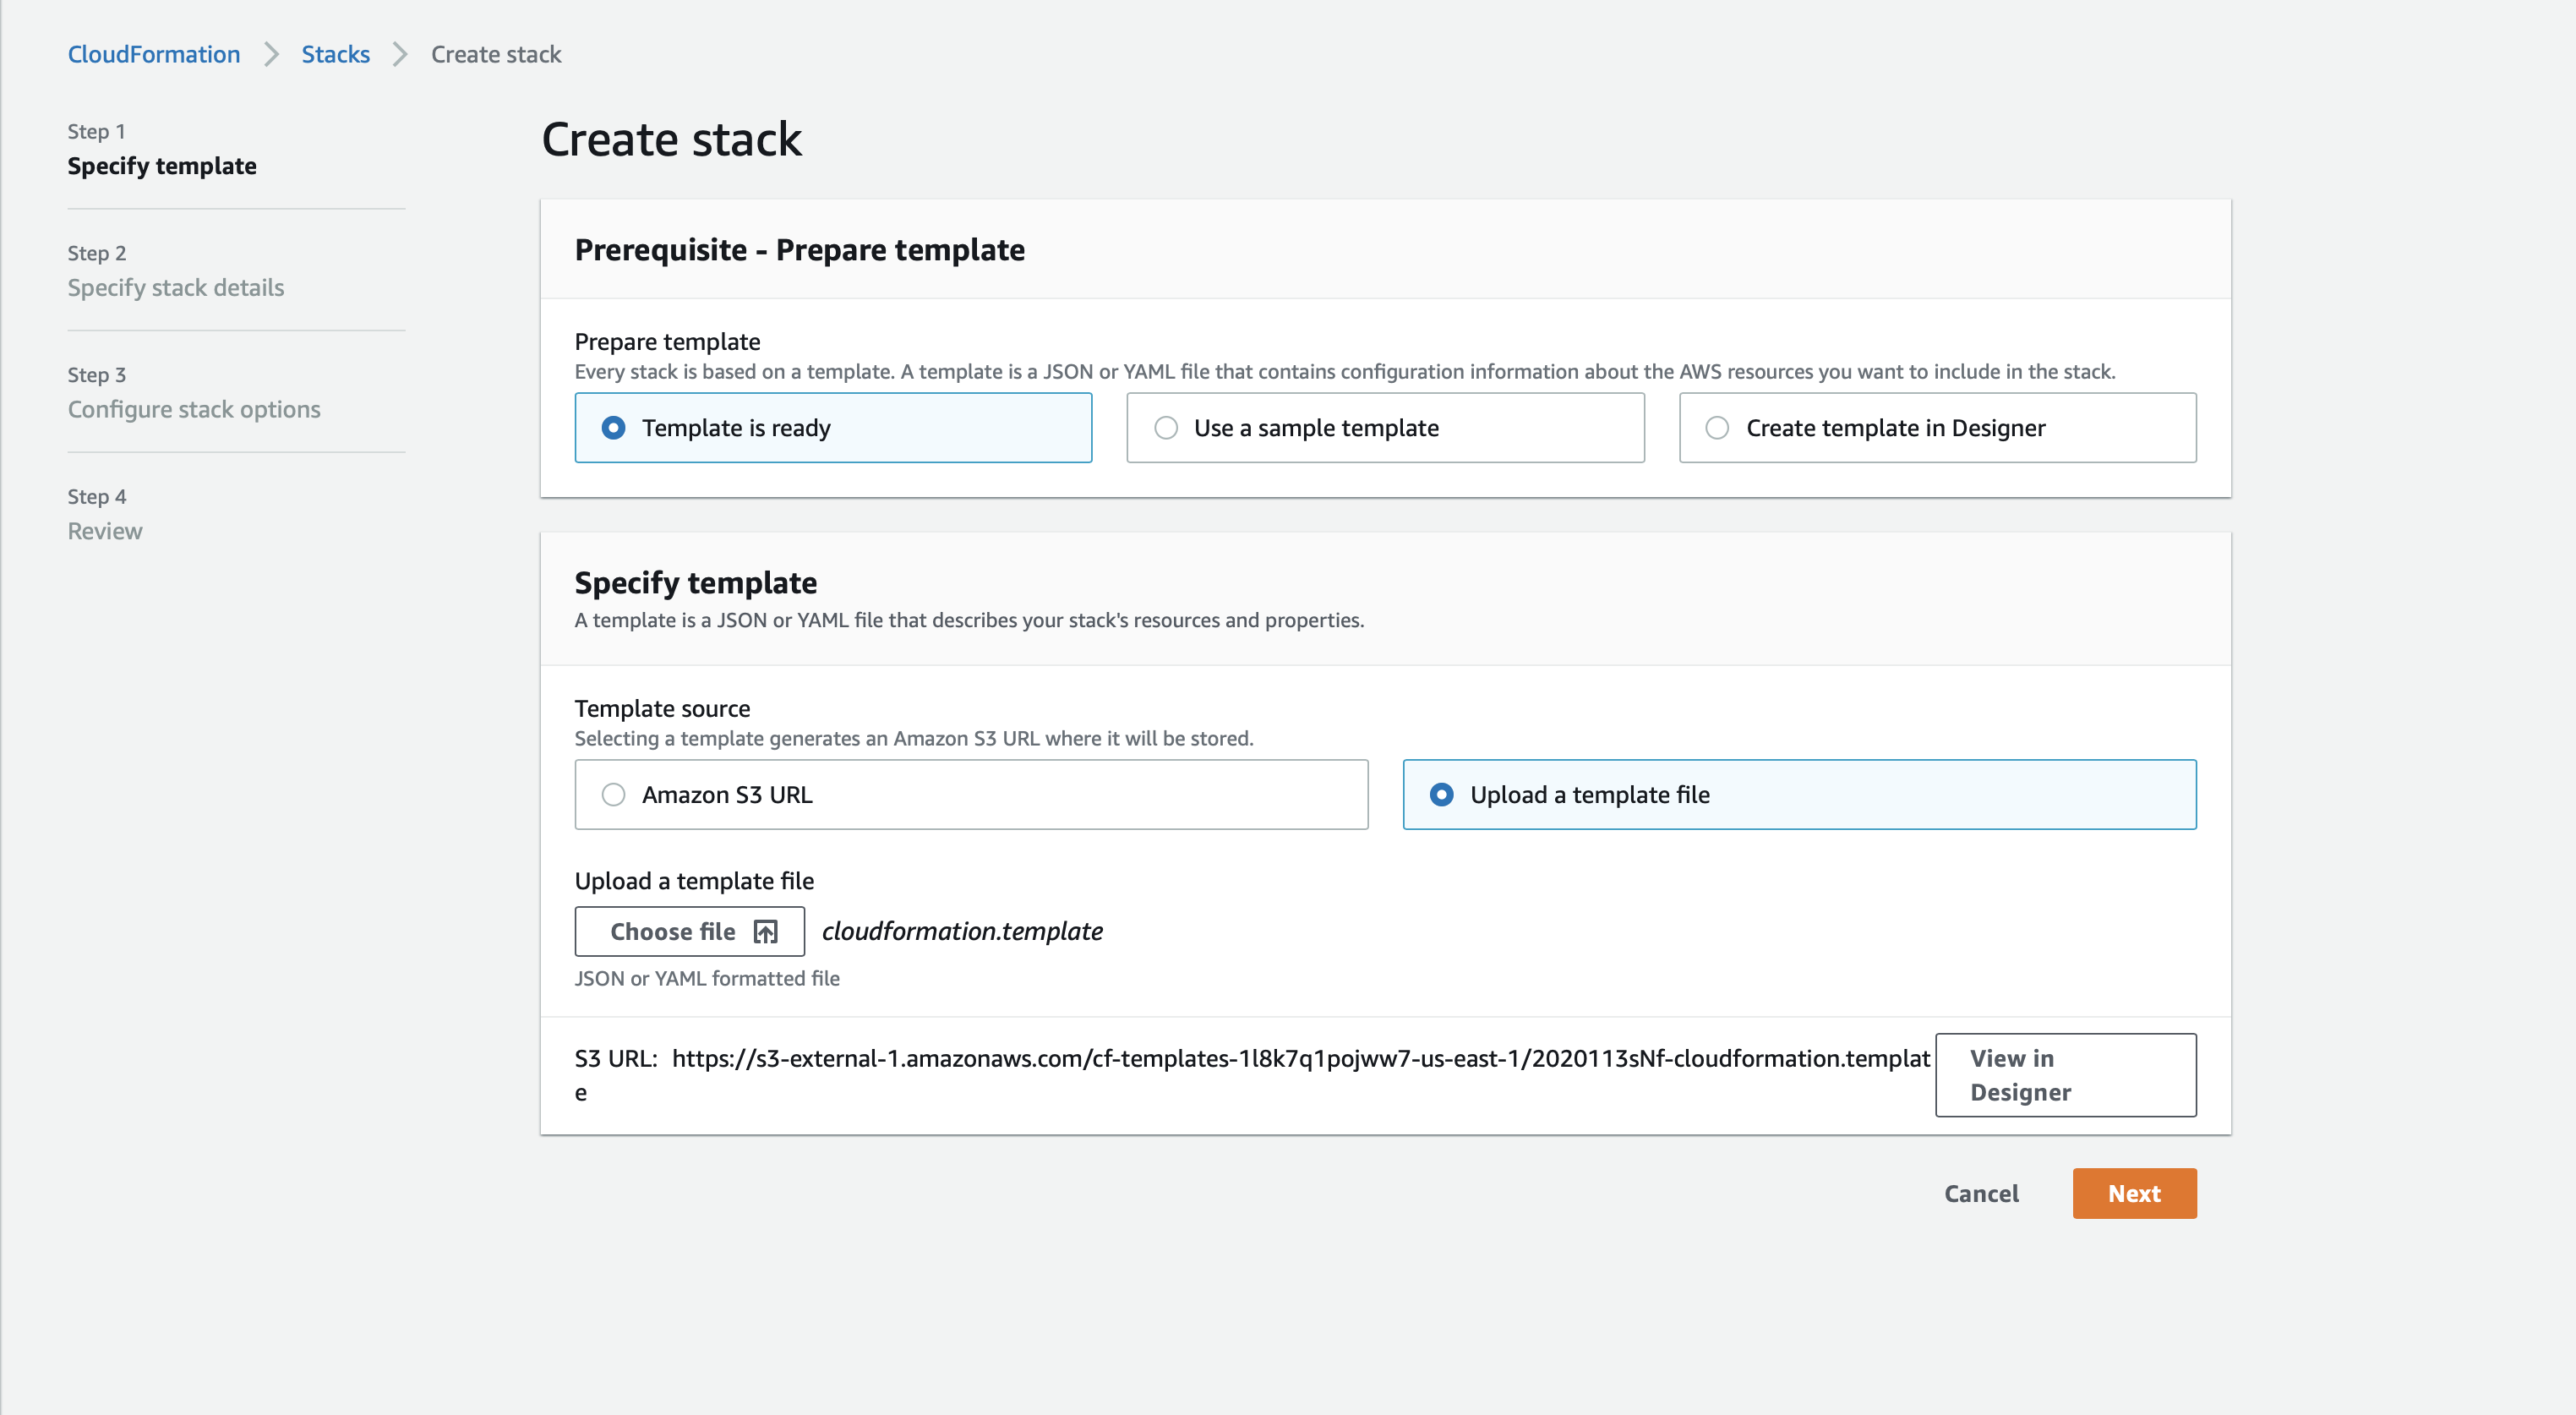 CloudFormation > Stacks > Create stack
Step 1
Specify template
Step 2
Specify stack details
Step 3
Configure stack options
Step 4
Review
Create stack
Prerequisite - Prepare template
Prepare template
Every stack is based on a template. A template is a JSON or YAML file that contains configuration information about the AWS resources you want to include in the stack.
Template is ready
Use a sample template
Create template in Designer
Specify template
A template is a JSON or YAML file that describes your stack's resources and properties.
Template source
Selecting a template generates an Amazon S3 URL where it will be stored.
Amazon S3 URL
Upload a template file
Upload a template file
Choose file cloudformation.template
JSON or YAML formatted file
S3 URL: https://s3-external-1.amazonaws.com/cf-templates-1l8k7q1pojww7-us-east-1/2020113sNf-cloudformation.templat
e
View in
Designer
Cancel
Next